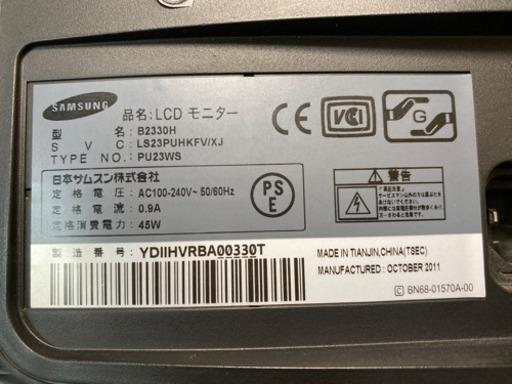 SAMSUNG 品名:LCD モニター
型 名: B2330H
S V C: LS23PUHKFV/XJ
TYPE NO.: PU23WS
日本サムスン株式会社
定格電圧: AC100-240V~ 50/60Hz
定格電流: 0.9A
定格消費電力: 45W
PS
E
CE
VCCI
G
警告
製造番号: YDIIHVRBA00330T
MADE IN TIANJIN,CHINA(TSEC)
MANUFACTURED : OCTOBER 2011
Ⓒ BN68-01570A-00